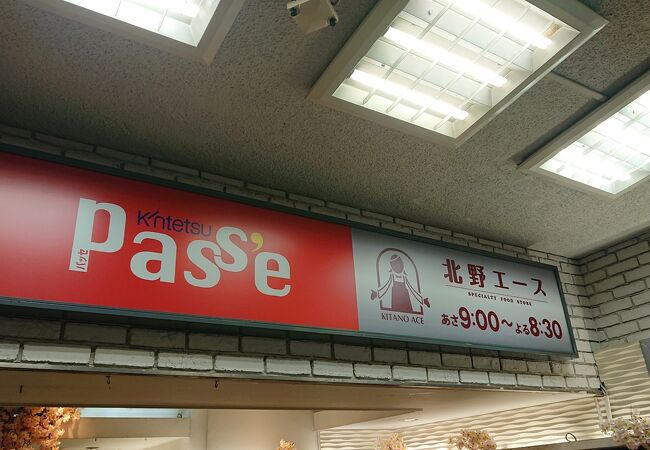 Kintetsu
pass'e
パッセ
KITANO ACE
北野エース
SPECIALTY FOOD STORE
あさ9:00〜よる8:30